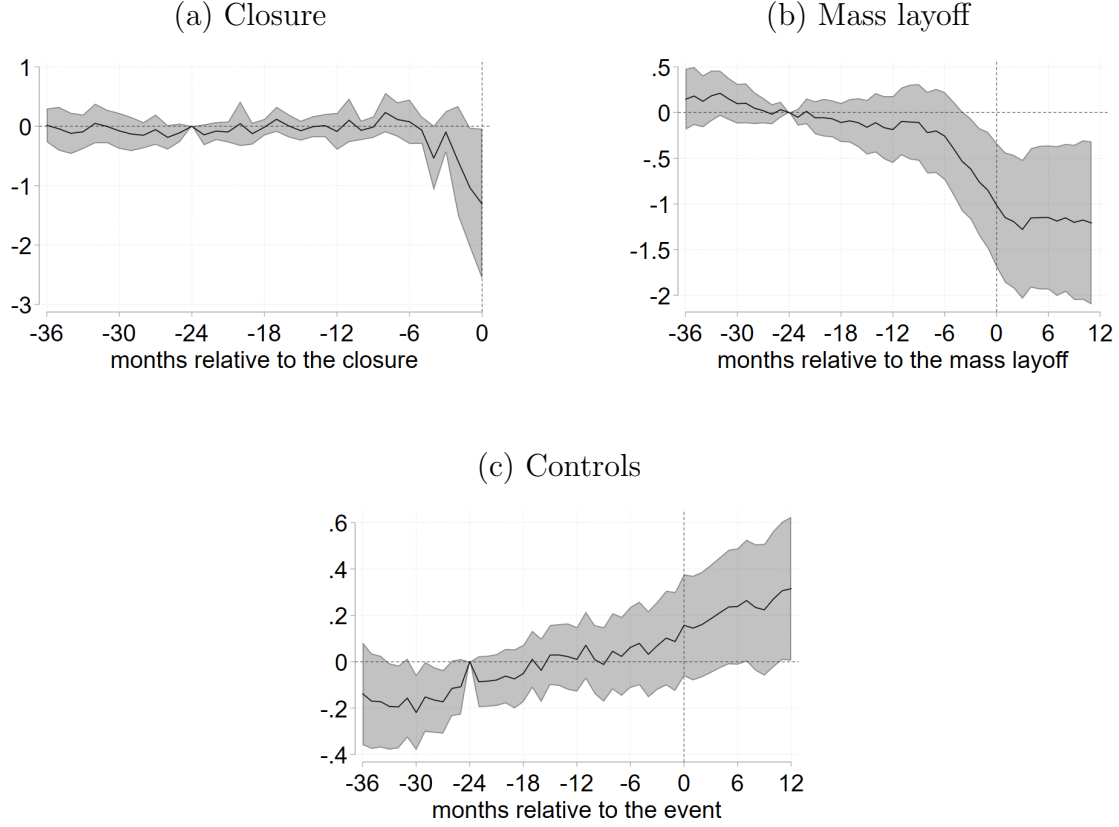 (a) Closure
1
0
-1
-2
-3
-36 -30 -24 -18 -12 -6 0
months relative to the closure
(b) Mass layoff
.5
0
-.5
-1
-1.5
-2
-36 -30 -24 -18 -12 -6 0 6 12
months relative to the mass layoff
(c) Controls
.6
.4
.2
0
-.2
-.4
-36 -30 -24 -18 -12 -6 0 6 12
months relative to the event